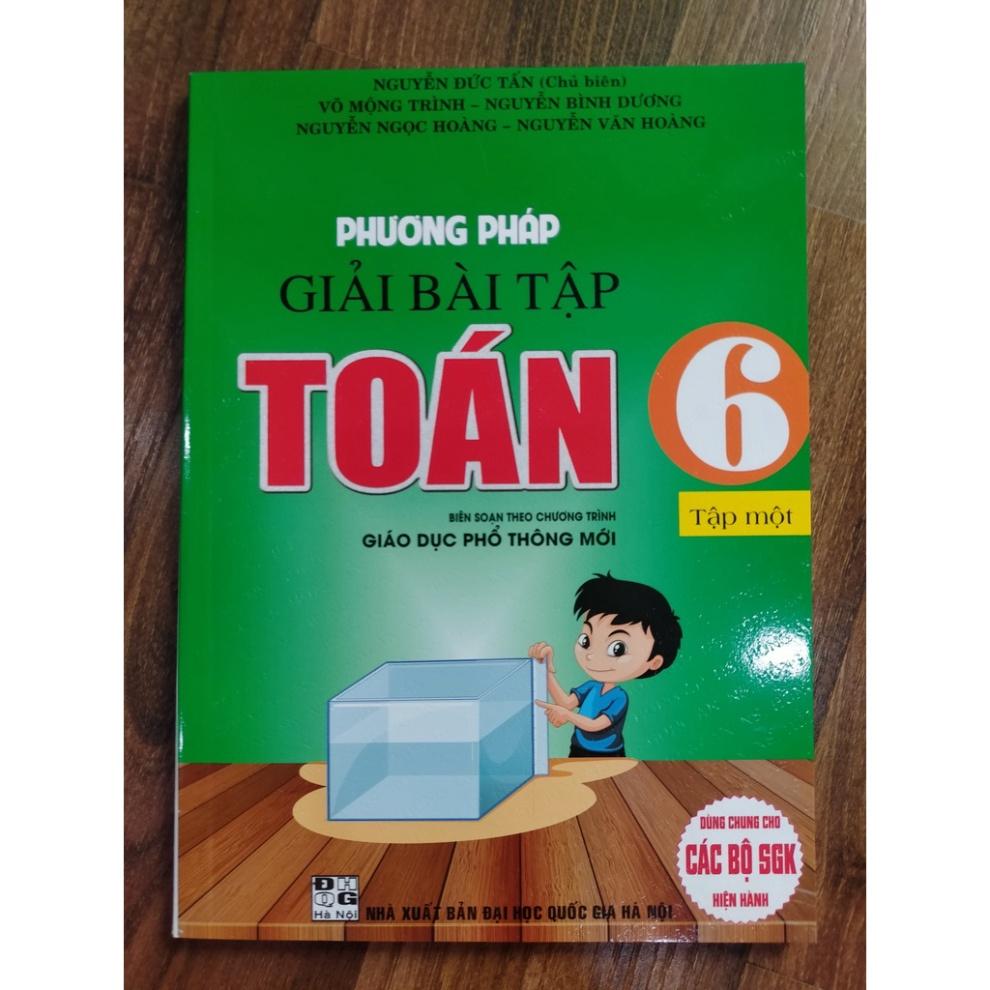 NGUYỄN ĐỨC TẤN (Chủ biên)
VÕ MỘNG TRÌNH – NGUYỄN BÌNH DƯƠNG
NGUYỄN NGỌC HOÀNG – NGUYỄN VĂN HOÀNG
PHƯƠNG PHÁP
GIẢI BÀI TẬP
TOÁN 6
Tập một
BIÊN SOẠN THEO CHƯƠNG TRÌNH
GIÁO DỤC PHỔ THÔNG MỚI
DÙNG CHUNG CHO
CÁC BỘ SGK
HIỆN HÀNH
ĐH
QG
Hà Nội
NHÀ XUẤT BẢN ĐẠI HỌC QUỐC GIA HÀ NỘI